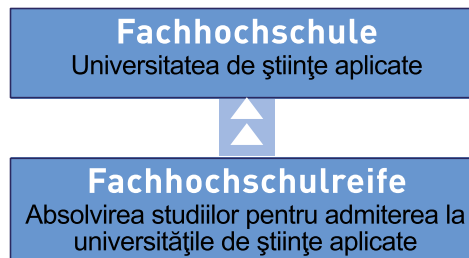 Fachhochschule
Universitatea de ştiinţe aplicate
Fachhochschulreife
Absolvirea studiilor pentru admiterea la
universităţile de ştiinţe aplicate